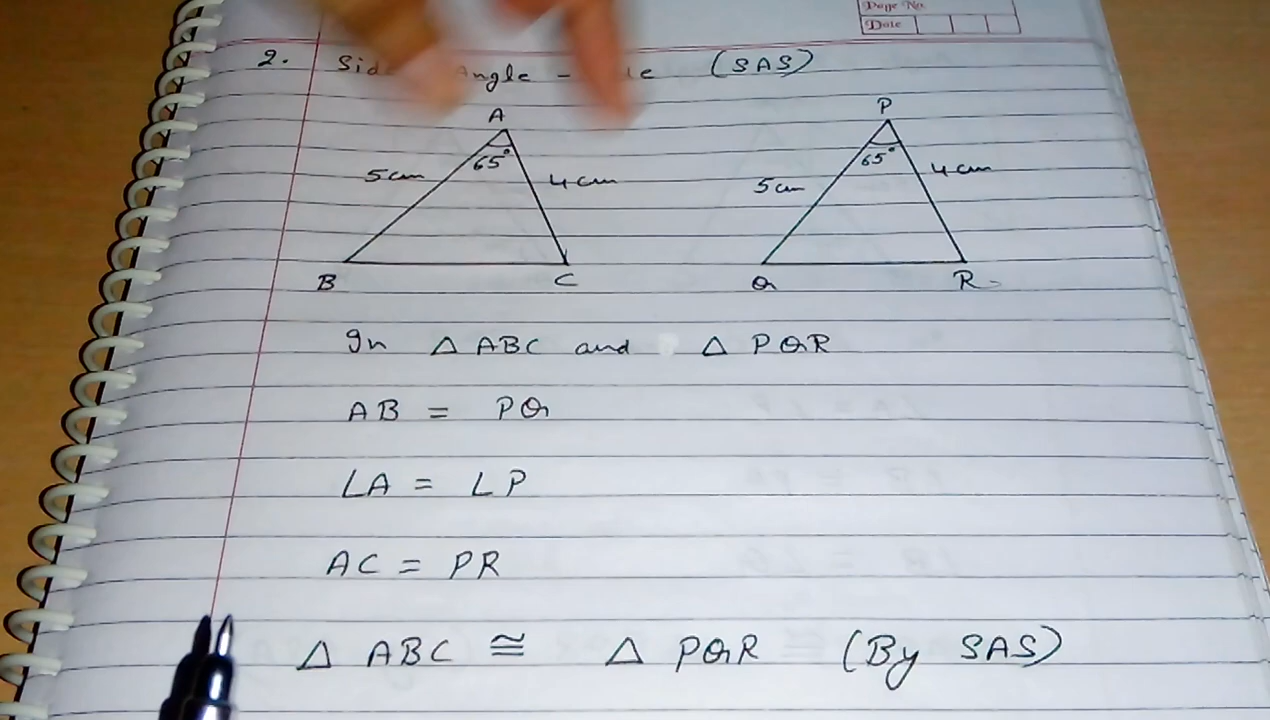 Page No.
Date
2. Angle - (SAS)
A
P
65°
65°
5cm
4cm
5cm
4cm
B
C
Q
R
In △ ABC and △ PQR
AB = PQ
∠A = ∠P
AC = PR
△ ABC ≅ △ PQR (By SAS)